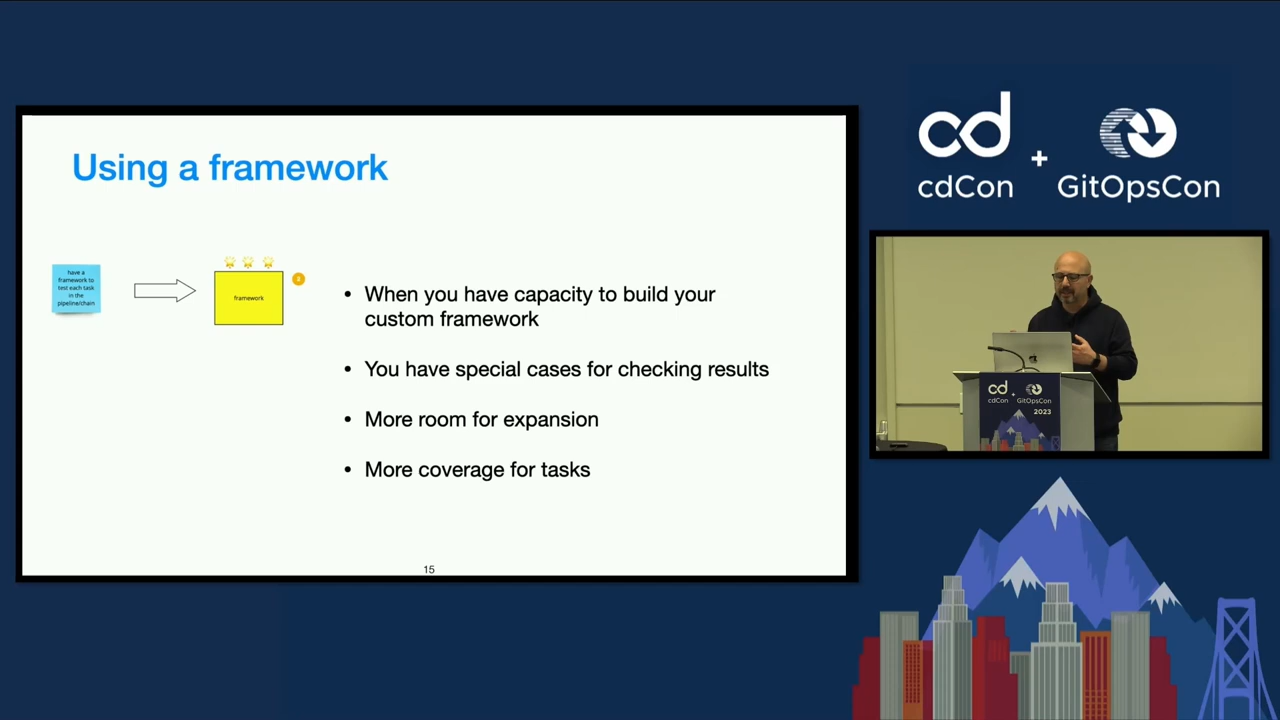 Using a framework
have a
framework to
test each task
in the
pipeline/chain
framework
• When you have capacity to build your
custom framework
• You have special cases for checking results
• More room for expansion
• More coverage for tasks
15
cd
cdCon
+
GitOpsCon
cd
cdCon
+
GitOpsCon
2023